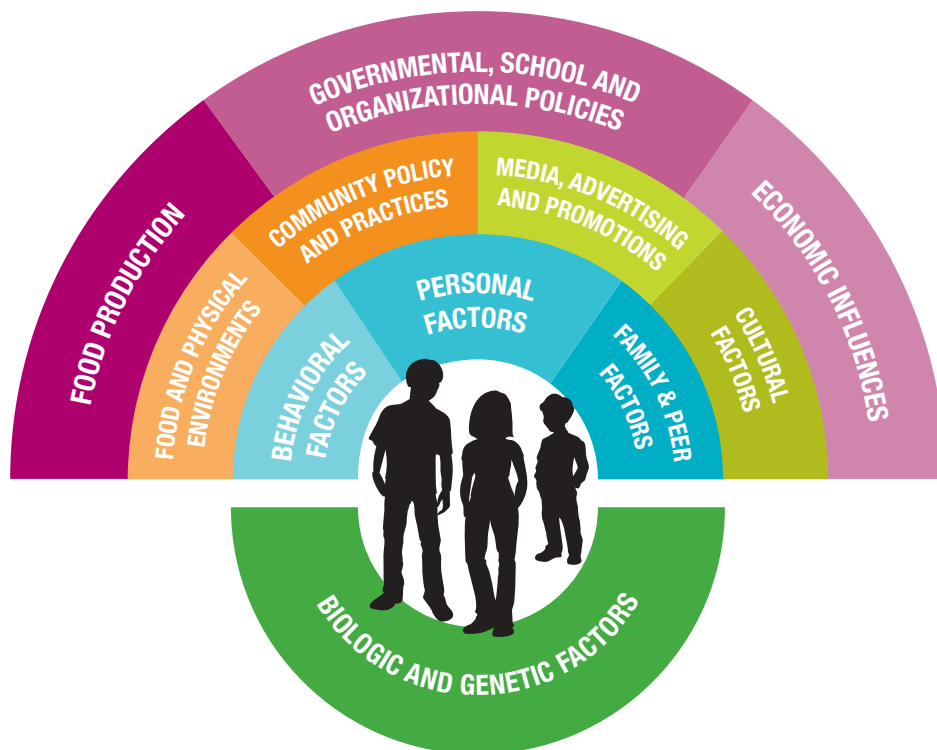 GOVERNMENTAL, SCHOOL AND
ORGANIZATIONAL POLICIES
FOOD PRODUCTION
ECONOMIC INFLUENCES
COMMUNITY POLICY
AND PRACTICES
MEDIA, ADVERTISING
AND PROMOTIONS
FOOD AND PHYSICAL
ENVIRONMENTS
CULTURAL
FACTORS
PERSONAL
FACTORS
BEHAVIORAL
FACTORS
FAMILY & PEER
FACTORS
BIOLOGIC AND GENETIC FACTORS